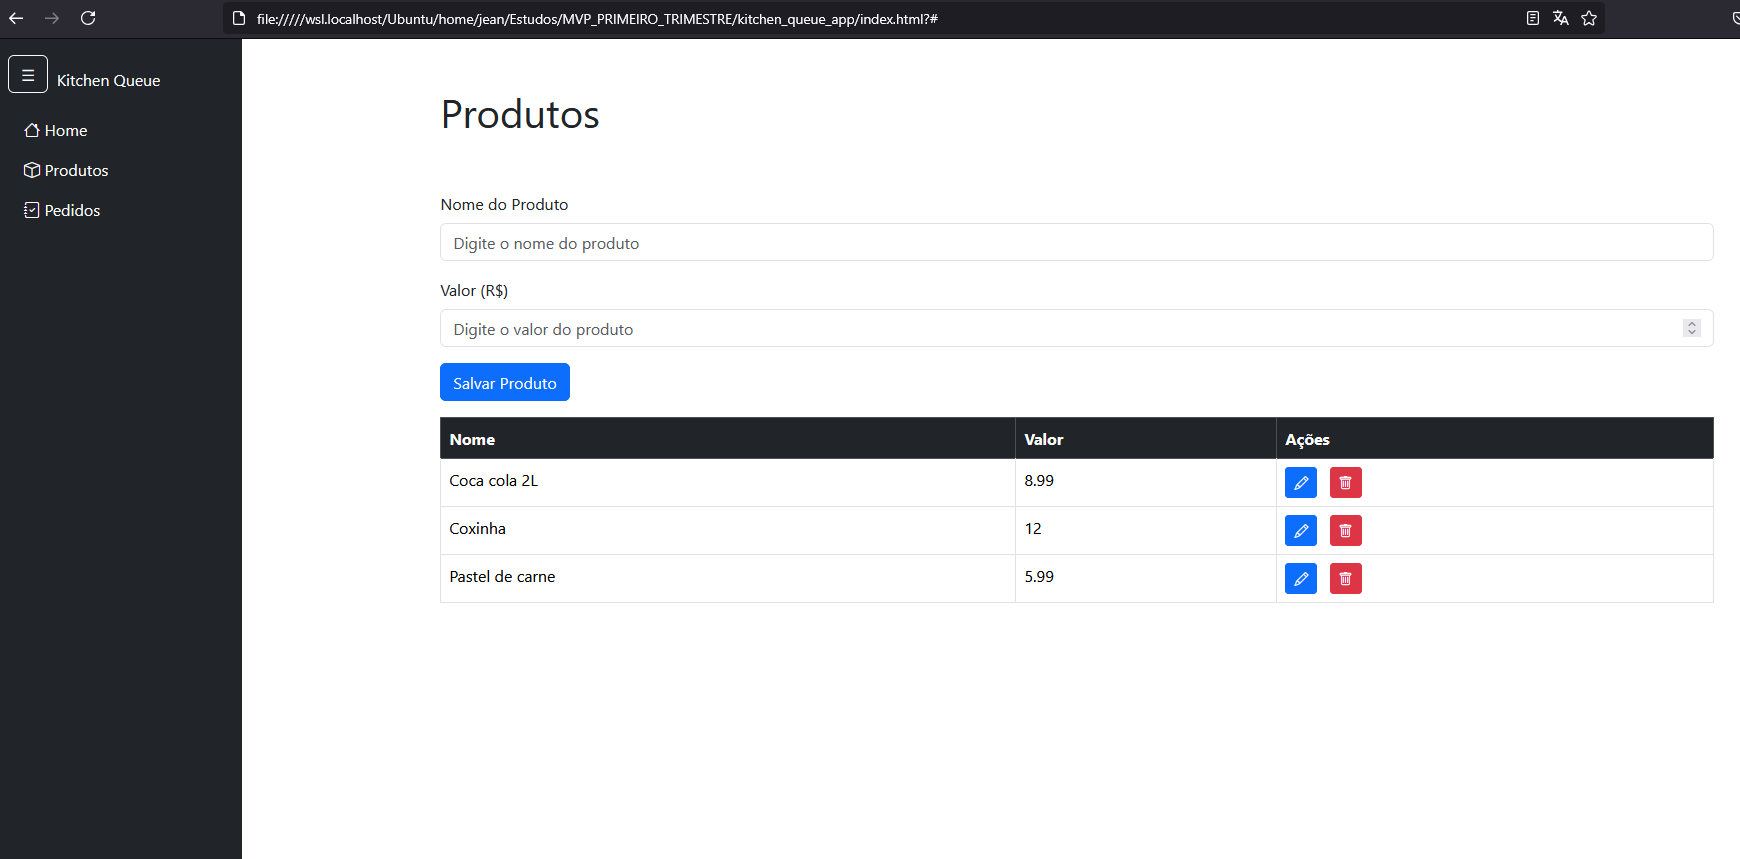 file://///wsl.localhost/Ubuntu/home/jean/Estudos/MVP_PRIMEIRO_TRIMESTRE/kitchen_queue_app/index.html?#
Kitchen Queue
Home
Produtos
Pedidos
Produtos
Nome do Produto
Digite o nome do produto
Valor (R$)
Digite o valor do produto
Salvar Produto
Nome Valor Ações
Coca cola 2L 8.99
Coxinha 12
Pastel de carne 5.99